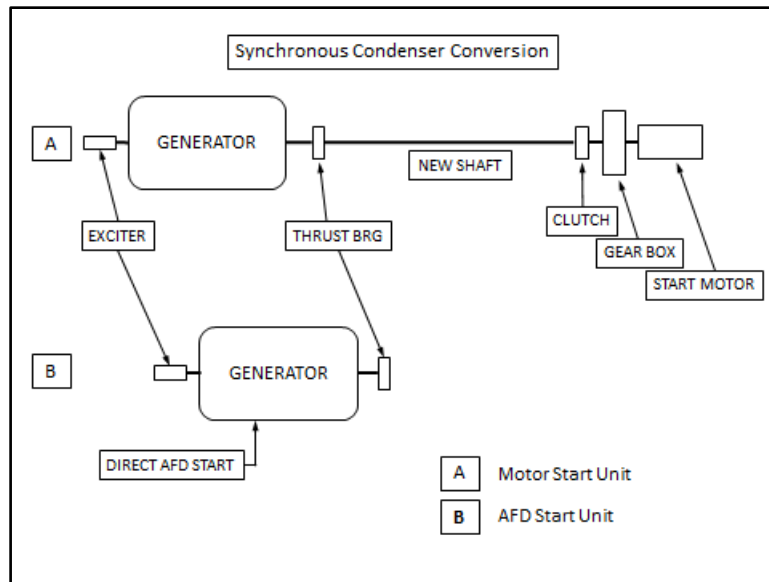 Synchronous Condenser Conversion
A
GENERATOR
NEW SHAFT
CLUTCH
EXCITER
THRUST BRG
GEAR BOX
START MOTOR
B
GENERATOR
DIRECT AFD START
A Motor Start Unit
B AFD Start Unit